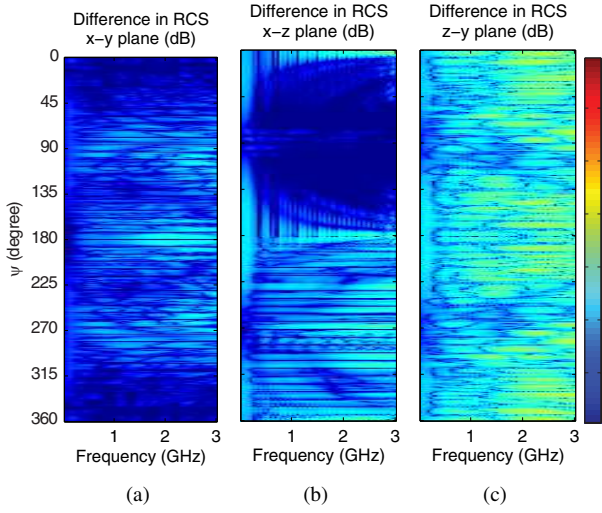 Difference in RCS
x−y plane (dB)
Difference in RCS
x−z plane (dB)
Difference in RCS
z−y plane (dB)
0
45
90
135
180
225
270
315
360
ψ (degree)
1 2 3
1 2 3
1 2 3
Frequency (GHz)
Frequency (GHz)
Frequency (GHz)
(a)
(b)
(c)